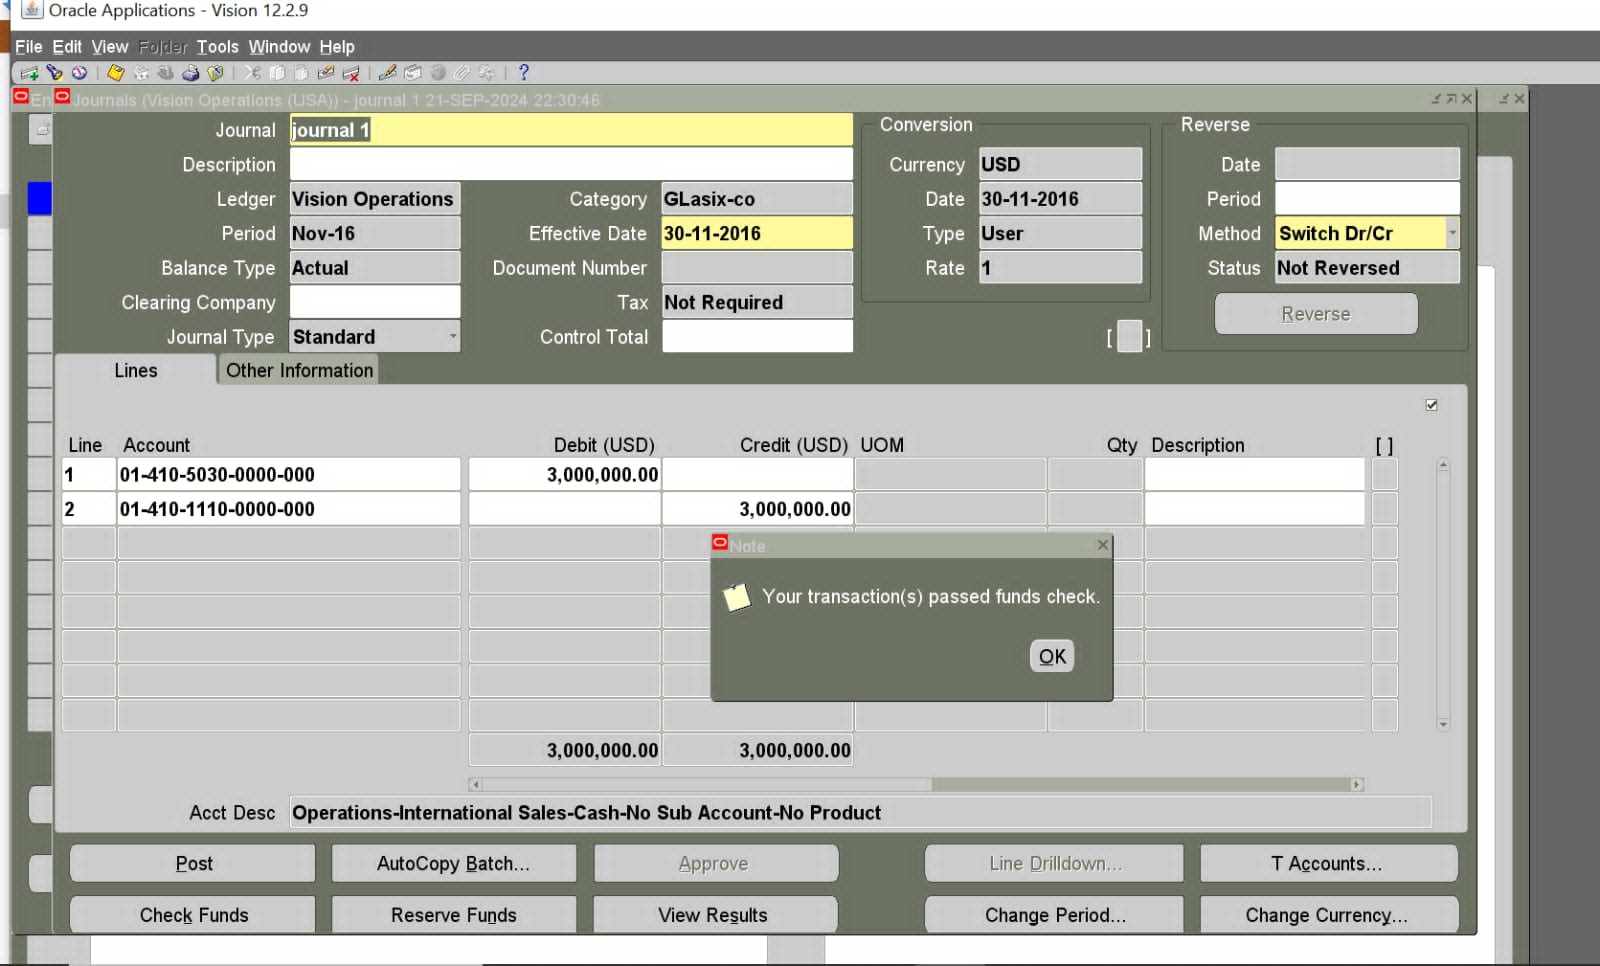 Oracle Applications - Vision 12.2.9
File Edit View Folder Tools Window Help
En
Journals (Vision Operations (USA)) - journal 1 21-SEP-2024 22:30:46
Journal journal 1
Description
Ledger Vision Operations Category GLasix-co
Period Nov-16 Effective Date 30-11-2016
Balance Type Actual Document Number
Clearing Company Tax Not Required
Journal Type Standard Control Total
Conversion
Currency USD
Date 30-11-2016
Type User
Rate 1
Reverse
Date
Period
Method Switch Dr/Cr
Status Not Reversed
Reverse
[ ]
Lines Other Information
Line Account Debit (USD) Credit (USD) UOM Qty Description [ ]
1 01-410-5030-0000-000 3,000,000.00
2 01-410-1110-0000-000 3,000,000.00
Note
Your transaction(s) passed funds check.
OK
3,000,000.00 3,000,000.00
Acct Desc Operations-International Sales-Cash-No Sub Account-No Product
Post AutoCopy Batch... Approve Line Drilldown... T Accounts...
Check Funds Reserve Funds View Results Change Period... Change Currency...